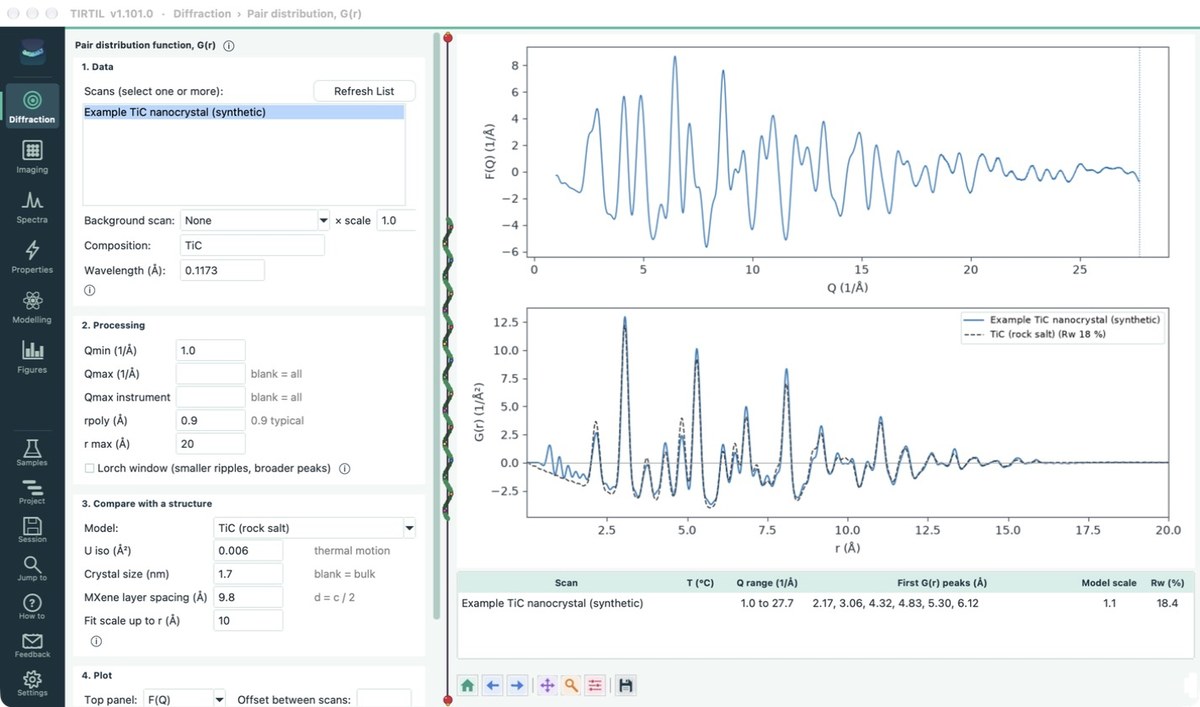 TIRTIL v1.101.0 · Diffraction › Pair distribution, G(r)
Diffraction
Imaging
Spectra
Properties
Modelling
Figures
Samples
Project
Session
Jump to
How to
Feedback
Settings
Pair distribution function, G(r)
1. Data
Scans (select one or more):
Refresh List
Example TiC nanocrystal (synthetic)
Background scan: None × scale 1.0
Composition: TiC
Wavelength (Å): 0.1173
2. Processing
Qmin (1/Å) 1.0
Qmax (1/Å) blank = all
Qmax instrument blank = all
rpoly (Å) 0.9 0.9 typical
r max (Å) 20
Lorch window (smaller ripples, broader peaks)
3. Compare with a structure
Model: TiC (rock salt)
U iso (Å²) 0.006 thermal motion
Crystal size (nm) 1.7 blank = bulk
MXene layer spacing (Å) 9.8 d = c / 2
Fit scale up to r (Å) 10
4. Plot
Top panel: F(Q) Offset between scans:
F(Q) (1/Å)
8
6
4
2
0
−2
−4
−6
0 5 10 15 20 25
Q (1/Å)
G(r) (1/Å²)
12.5
10.0
7.5
5.0
2.5
0.0
−2.5
Example TiC nanocrystal (synthetic)
TiC (rock salt) (Rw 18 %)
2.5 5.0 7.5 10.0 12.5 15.0 17.5 20.0
r (Å)
Scan T (°C) Q range (1/Å) First G(r) peaks (Å) Model scale Rw (%)
Example TiC nanocrystal (synthetic) 1.0 to 27.7 2.17, 3.06, 4.32, 4.83, 5.30, 6.12 1.1 18.4